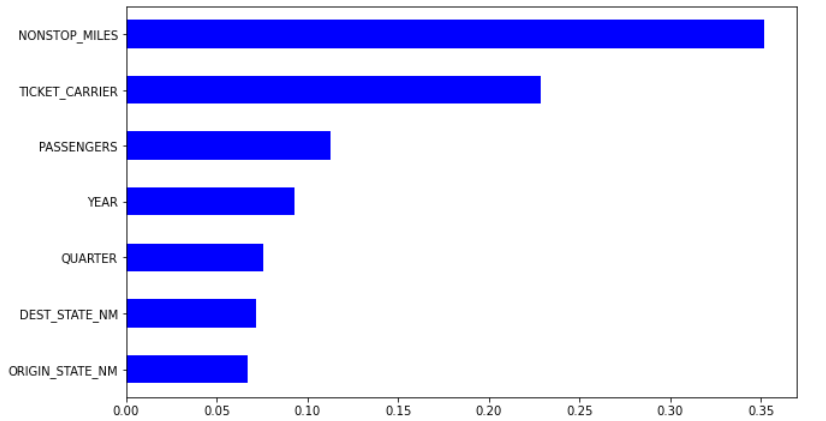 NONSTOP_MILES
TICKET_CARRIER
PASSENGERS
YEAR
QUARTER
DEST_STATE_NM
ORIGIN_STATE_NM
0.00 0.05 0.10 0.15 0.20 0.25 0.30 0.35